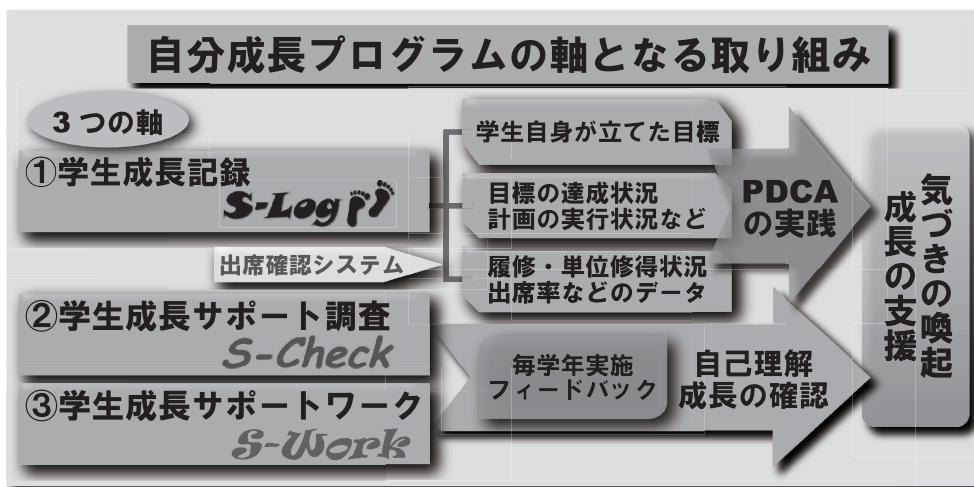 自分成長プログラムの軸となる取り組み
3つの軸
①学生成長記録
S-Log
出席確認システム
学生自身が立てた目標
目標の達成状況
計画の実行状況など
履修・単位修得状況
出席率などのデータ
PDCA
の実践
②学生成長サポート調査
S-Check
③学生成長サポートワーク
S-Work
毎学年実施
フィードバック
自己理解
成長の確認
気づきの喚起
成長の支援